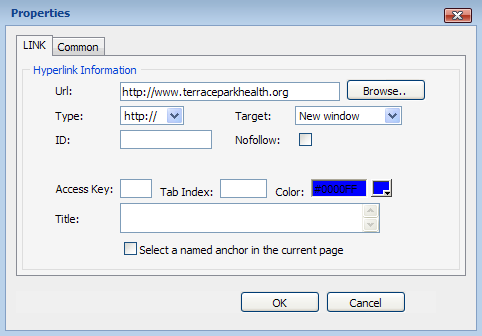 Properties
LINK Common
Hyperlink Information
Url: http://www.terraceparkhealth.org Browse..
Type: http:// Target: New window
ID: Nofollow:
Access Key: Tab Index: Color: #0000FF
Title:
Select a named anchor in the current page
OK Cancel